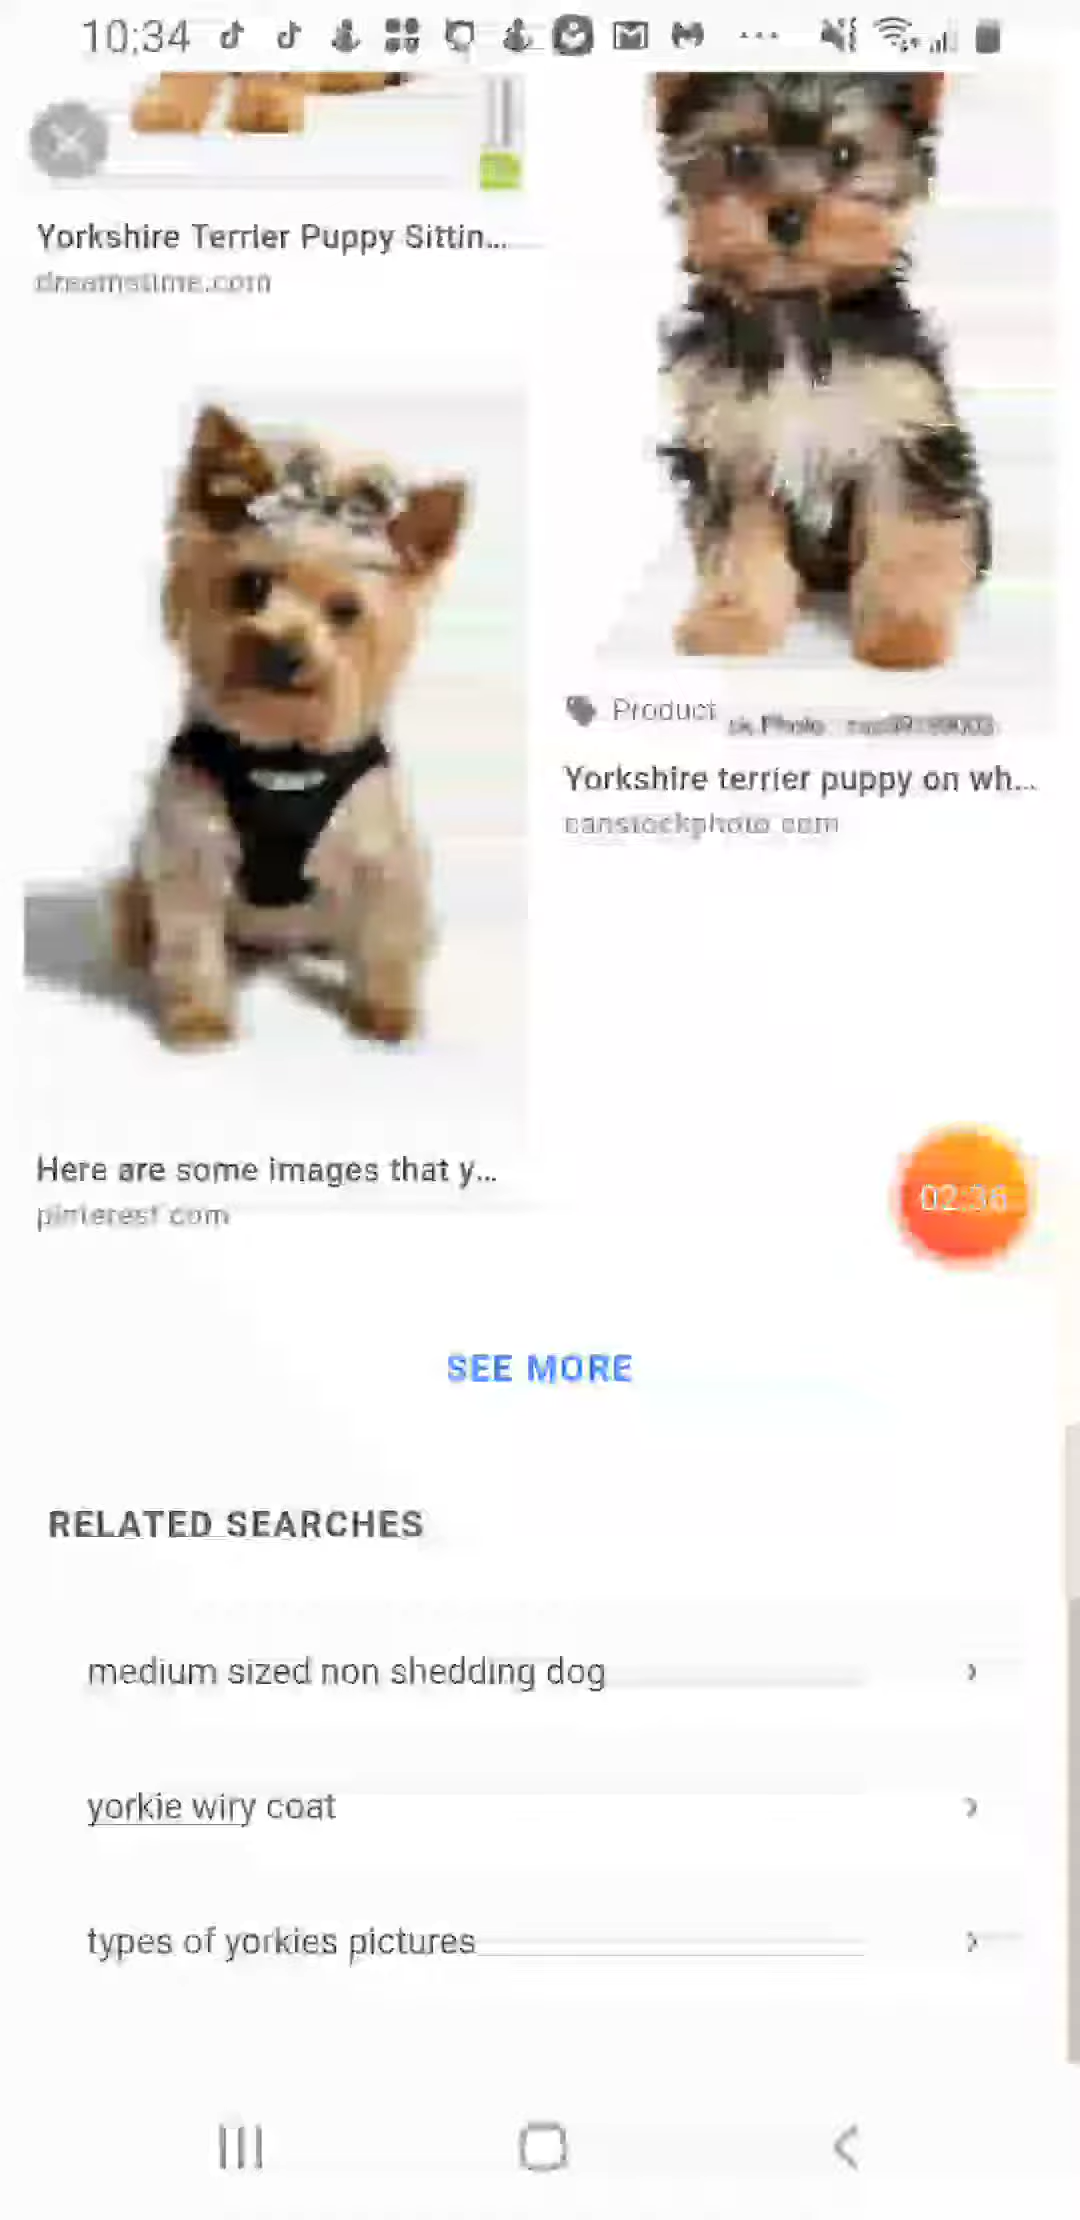 10:34
Yorkshire Terrier Puppy Sittin...
dreamstime.com
Product
Yorkshire terrier puppy on wh...
canstockphoto.com
Here are some images that y...
pinterest.com
02:36
SEE MORE
RELATED SEARCHES
medium sized non shedding dog
yorkie wiry coat
types of yorkies pictures